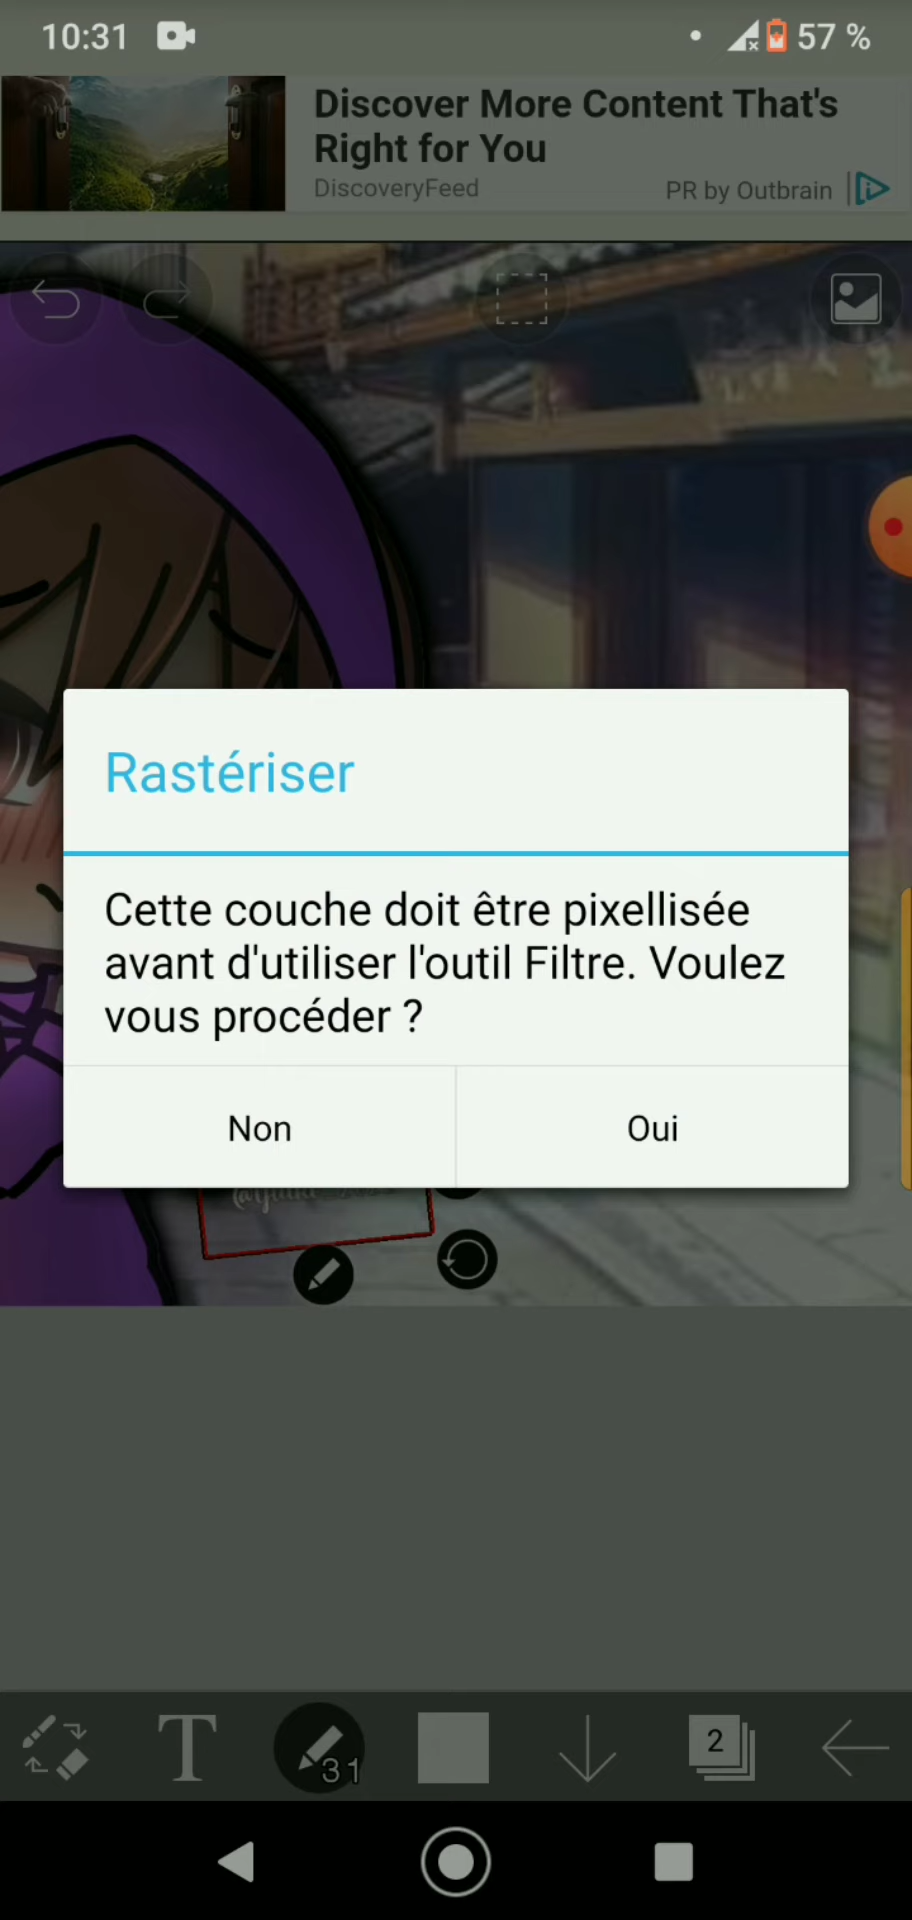 10:31
57 %
Discover More Content That's
Right for You
DiscoveryFeed
PR by Outbrain
Rastériser
Cette couche doit être pixellisée
avant d'utiliser l'outil Filtre. Voulez
vous procéder ?
Non
Oui
T
31
2